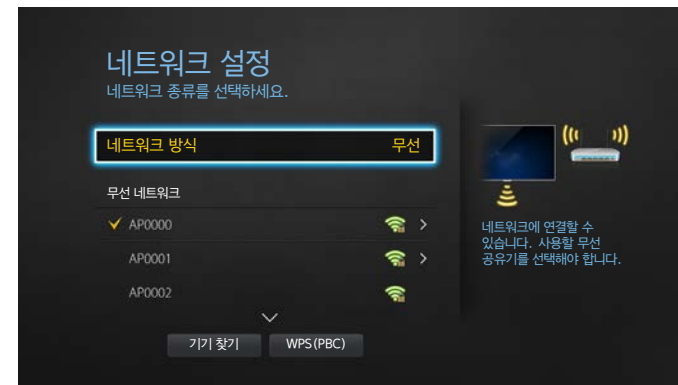 네트워크 설정
네트워크 종류를 선택하세요.
네트워크 방식 무선
무선 네트워크
AP0000
AP0001
AP0002
기기 찾기 WPS(PBC)
네트워크에 연결할 수
있습니다. 사용할 무선
공유기를 선택해야 합니다.